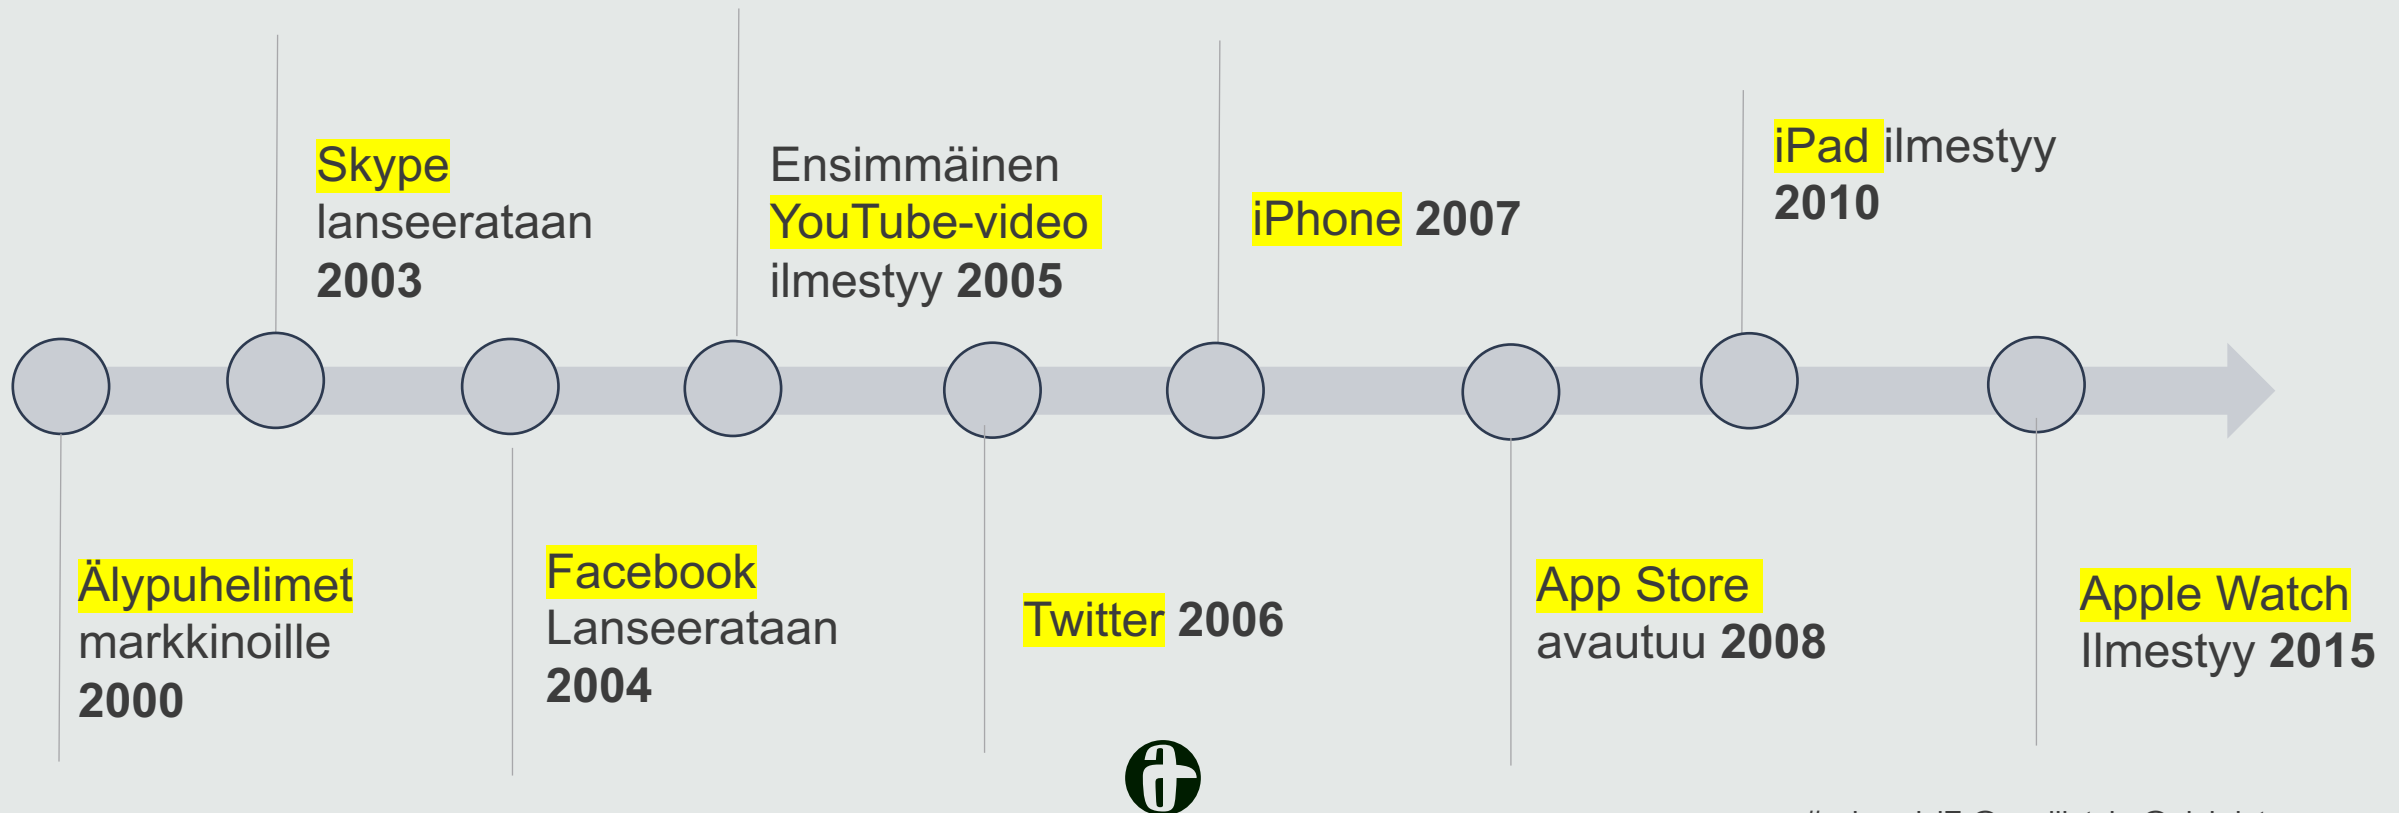 Älypuhelimet
markkinoille
2000
Skype
lanseerataan
2003
Facebook
Lanseerataan
2004
Ensimmäinen
YouTube-video
ilmestyy 2005
Twitter 2006
iPhone 2007
App Store
avautuu 2008
iPad ilmestyy
2010
Apple Watch
Ilmestyy 2015